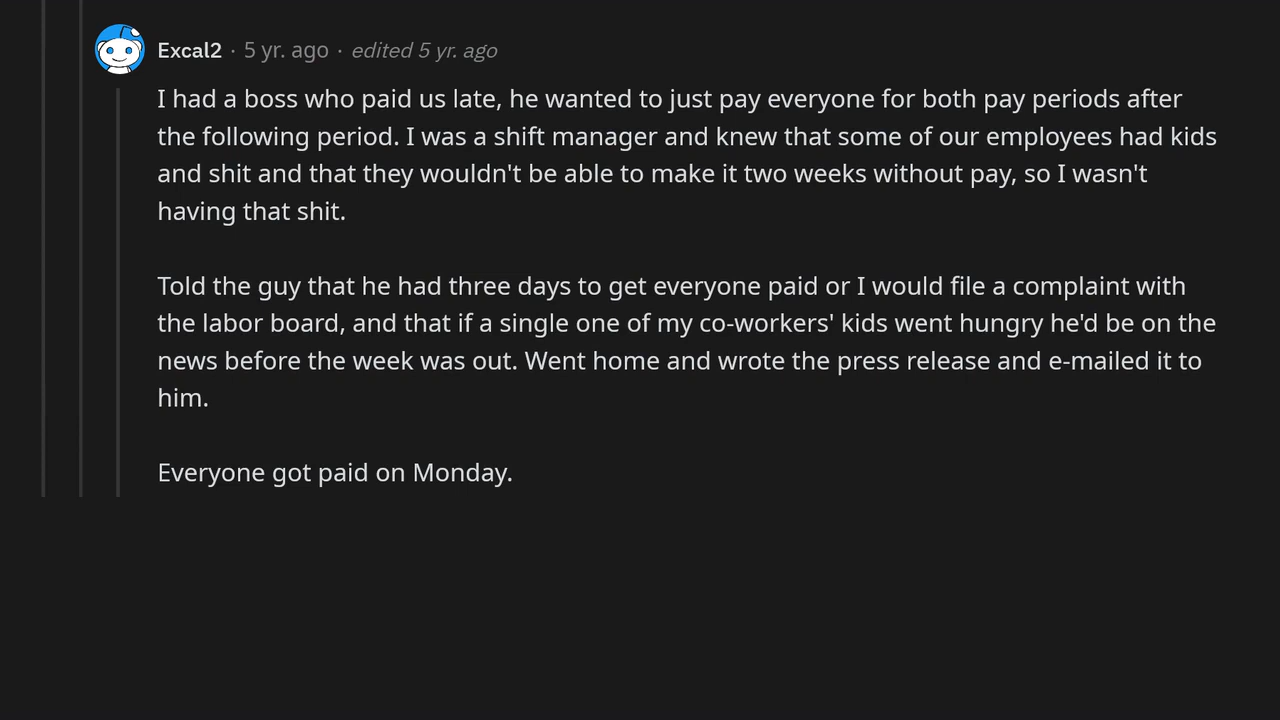 Excal2 · 5 yr. ago · edited 5 yr. ago
I had a boss who paid us late, he wanted to just pay everyone for both pay periods after
the following period. I was a shift manager and knew that some of our employees had kids
and shit and that they wouldn't be able to make it two weeks without pay, so I wasn't
having that shit.
Told the guy that he had three days to get everyone paid or I would file a complaint with
the labor board, and that if a single one of my co-workers' kids went hungry he'd be on the
news before the week was out. Went home and wrote the press release and e-mailed it to
him.
Everyone got paid on Monday.